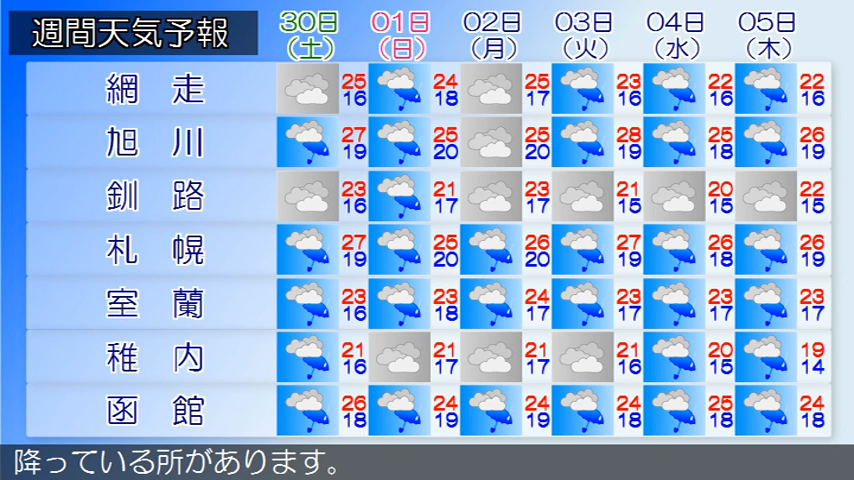 週間天気予報 30日 01日 02日 03日 04日 05日
(土) (日) (月) (火) (水) (木)
網走 25 16 24 18 25 17 23 16 22 16 22 16
旭川 27 19 25 20 25 20 28 19 25 18 26 19
釧路 23 16 21 17 23 17 21 15 20 15 22 15
札幌 27 19 25 20 26 20 27 19 26 18 26 19
室蘭 23 16 23 18 24 17 23 17 23 17 23 17
稚内 21 16 21 17 21 17 21 16 20 15 19 14
函館 26 18 24 19 24 19 24 18 25 18 24 18
降っている所があります。